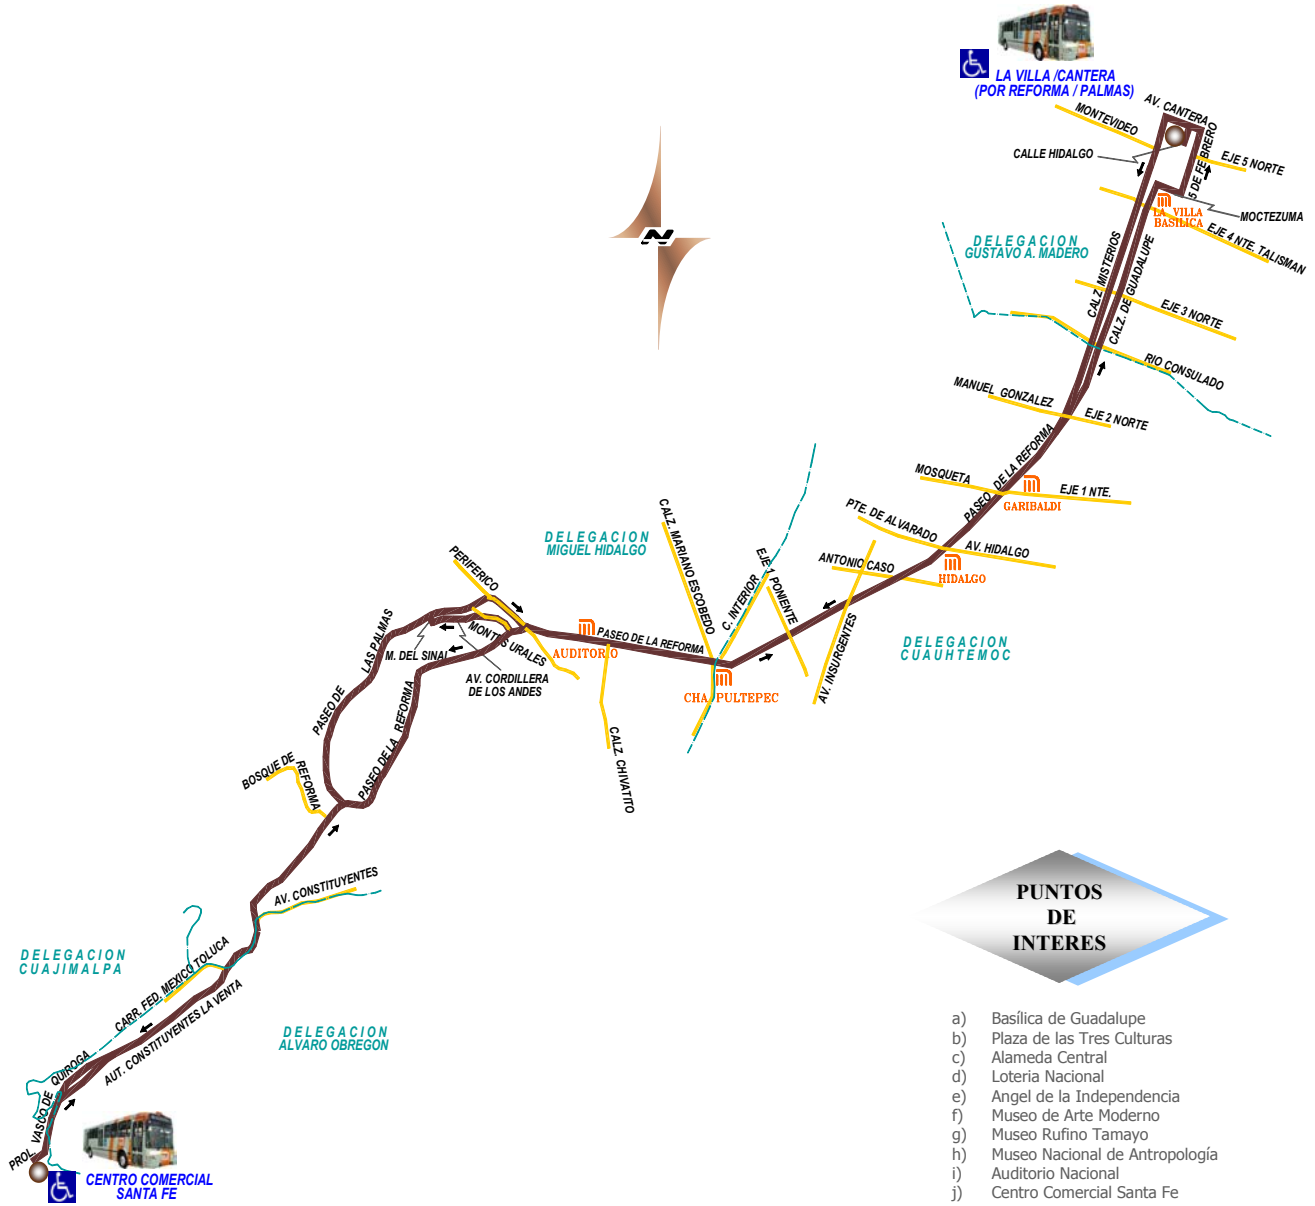 LA VILLA /CANTERA
(POR REFORMA / PALMAS)
AV. CANTERA
MONTEVIDEO
CALLE HIDALGO
5 DE FEBRERO
EJE 5 NORTE
MOCTEZUMA
LA VILLA
BASILICA
EJE 4 NTE. TALISMAN
DELEGACION
GUSTAVO A. MADERO
CALZ. MISTERIOS
CALZ. DE GUADALUPE
EJE 3 NORTE
RIO CONSULADO
MANUEL GONZALEZ
EJE 2 NORTE
PASEO DE LA REFORMA
MOSQUETA
EJE 1 NTE.
GARIBALDI
PTE. DE ALVARADO
AV. HIDALGO
HIDALGO
ANTONIO CASO
N
DELEGACION
MIGUEL HIDALGO
CALZ. MARIANO ESCOBEDO
C. INTERIOR
EJE 1 PONIENTE
AV. INSURGENTES
DELEGACION
CUAUHTEMOC
PERIFERICO
PASEO DE LAS PALMAS
M. DEL SINAI
MONTES URALES
AV. CORDILLERA
DE LOS ANDES
AUDITORIO
PASEO DE LA REFORMA
CHAPULTEPEC
CALZ. CHIVATITO
PASEO DE LA REFORMA
BOSQUE DE
REFORMA
AV. CONSTITUYENTES
DELEGACION
CUAJIMALPA
CARR. FED. MEXICO TOLUCA
AUT. CONSTITUYENTES LA VENTA
DELEGACION
ALVARO OBREGON
PROL. VASCO DE QUIROGA
CENTRO COMERCIAL
SANTA FE
PUNTOS
DE
INTERES
a) Basílica de Guadalupe
b) Plaza de las Tres Culturas
c) Alameda Central
d) Loteria Nacional
e) Angel de la Independencia
f) Museo de Arte Moderno
g) Museo Rufino Tamayo
h) Museo Nacional de Antropología
i) Auditorio Nacional
j) Centro Comercial Santa Fe